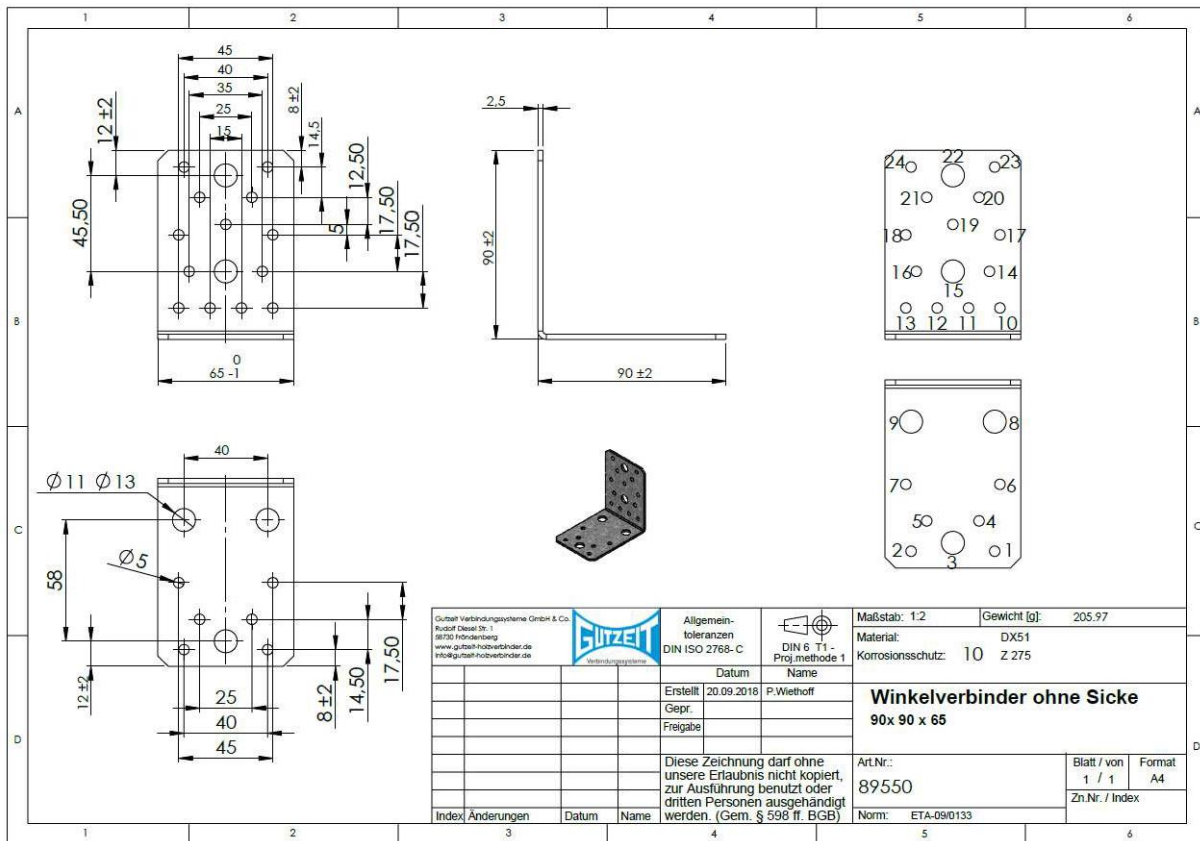 1 2 3 4 5 6
A A
B B
C C
D D
1 2 3 4 5 6
45
40
35
25
15
8 ±2
14,5
12 ±2
45,50
12,50
5
17,50
17,50
0
65 -1
2,5
90 ±2
90 ±2
24 22 23
21 20
19
18 17
16 14
15
13 12 11 10
9 8
7 6
5 4
2 3 1
40
Ø11 Ø13
Ø5
58
12 ±2
25
40
45
8 ±2
14,50
17,50
Gutzeit Verbindungssysteme GmbH & Co.
Rudolf Diesel Str. 1
58730 Fröndenberg
www.gutzeit-holzverbinder.de
info@gutzeit-holzverbinder.de
GUTZEIT
Verbindungssysteme
Allgemein-
toleranzen
DIN ISO 2768- C
DIN 6 T1 -
Proj.methode 1
Maßstab: 1:2
Gewicht [g]: 205.97
Material: DX51
Korrosionsschutz: 10 Z 275
Datum Name
Erstellt 20.09.2018 P.Wiethoff
Gepr.
Freigabe
Winkelverbinder ohne Sicke
90x 90 x 65
Diese Zeichnung darf ohne
unsere Erlaubnis nicht kopiert,
zur Ausführung benutzt oder
dritten Personen ausgehändigt
werden. (Gem. § 598 ff. BGB)
Art.Nr.:
89550
Blatt / von
1 / 1
Format
A4
Zn.Nr. / Index
Norm: ETA-09/0133
Index Änderungen Datum Name